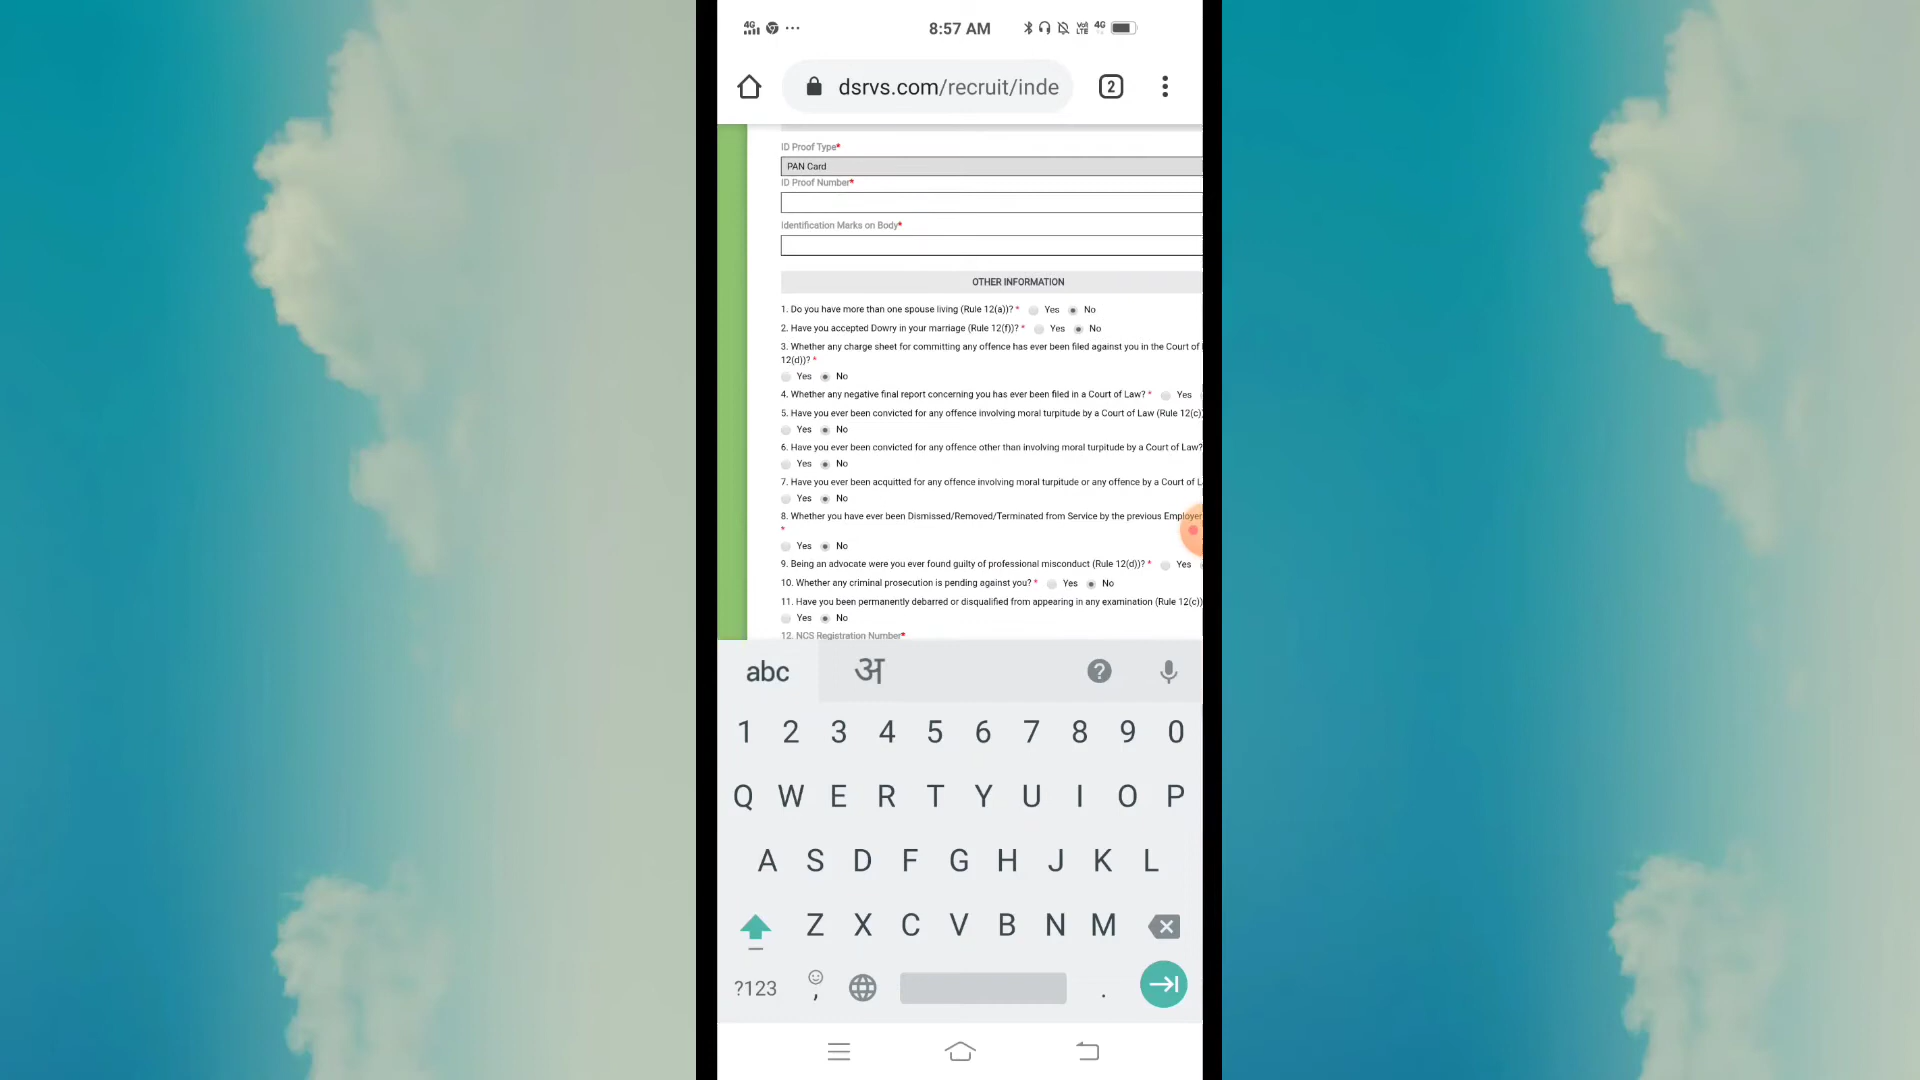 4G ... 8:57 AM VoLTE 4G
dsrvs.com/recruit/inde 2
ID Proof Type*
PAN Card
ID Proof Number*
Identification Marks on Body*
OTHER INFORMATION
1. Do you have more than one spouse living (Rule 12(a))? * Yes No
2. Have you accepted Dowry in your marriage (Rule 12(f))? * Yes No
3. Whether any charge sheet for committing any offence has ever been filed against you in the Court of
12(d))? *
Yes No
4. Whether any negative final report concerning you has ever been filed in a Court of Law? * Yes
5. Have you ever been convicted for any offence involving moral turpitude by a Court of Law (Rule 12(c)
Yes No
6. Have you ever been convicted for any offence other than involving moral turpitude by a Court of Law?
Yes No
7. Have you ever been acquitted for any offence involving moral turpitude or any offence by a Court of L
Yes No
8. Whether you have ever been Dismissed/Removed/Terminated from Service by the previous Employer
*
Yes No
9. Being an advocate were you ever found guilty of professional misconduct (Rule 12(d))? * Yes
10. Whether any criminal prosecution is pending against you? * Yes No
11. Have you been permanently debarred or disqualified from appearing in any examination (Rule 12(c))
Yes No
12. NCS Registration Number*
abc अ ?
1 2 3 4 5 6 7 8 9 0
Q W E R T Y U I O P
A S D F G H J K L
Z X C V B N M
?123 , .